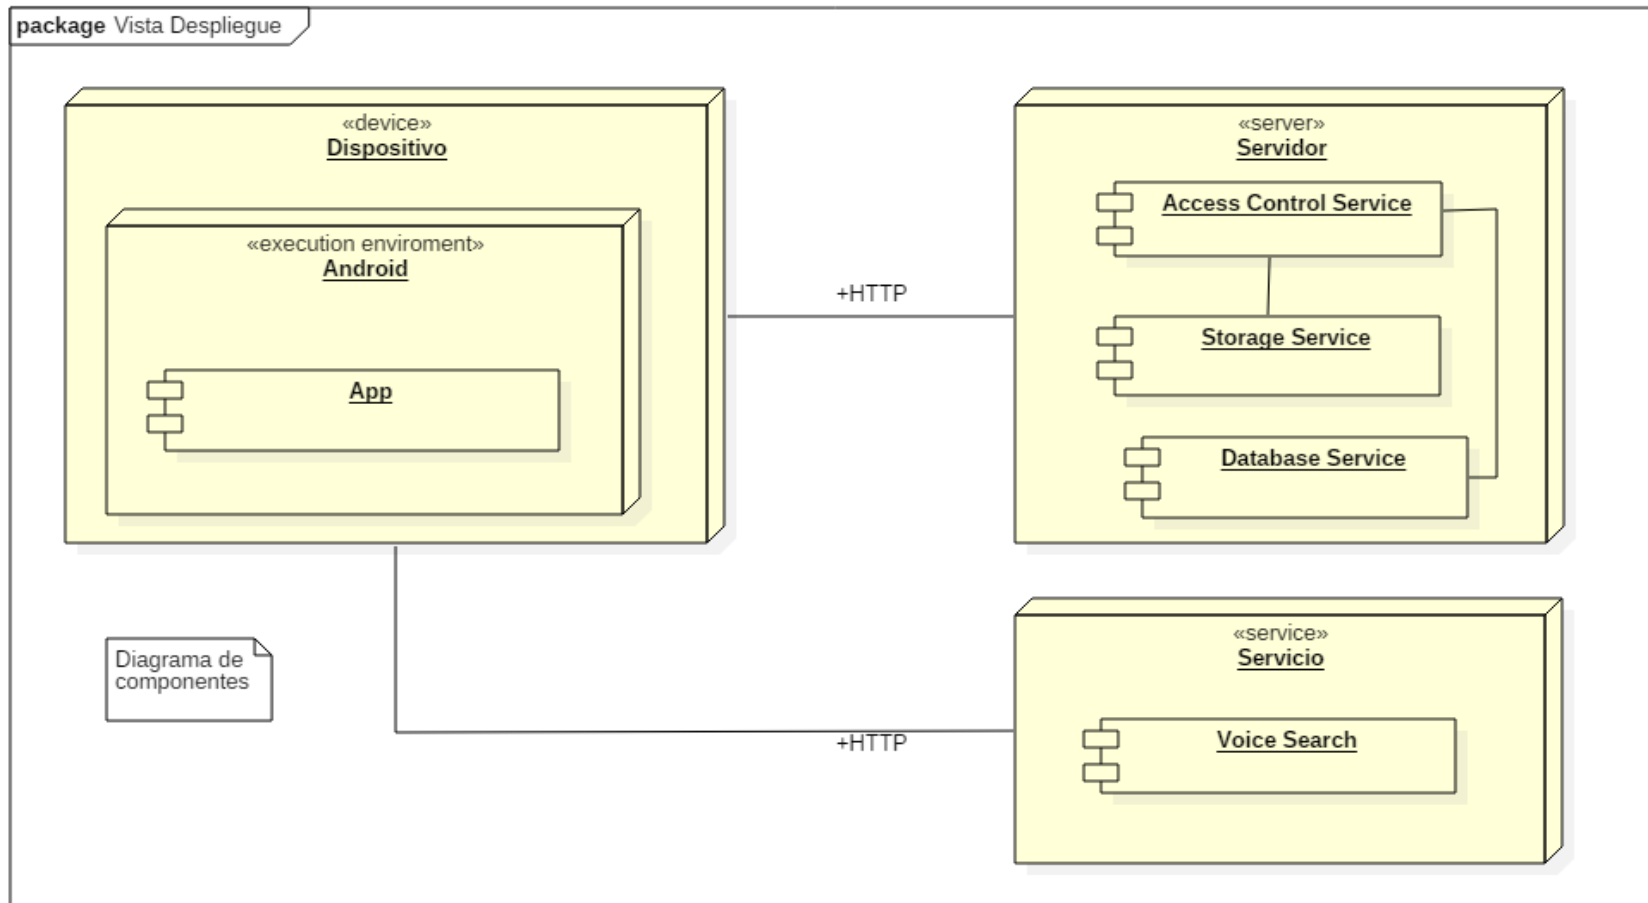 package Vista Despliegue
«device»
Dispositivo
«execution enviroment»
Android
App
+HTTP
«server»
Servidor
Access Control Service
Storage Service
Database Service
Diagrama de
componentes
+HTTP
«service»
Servicio
Voice Search